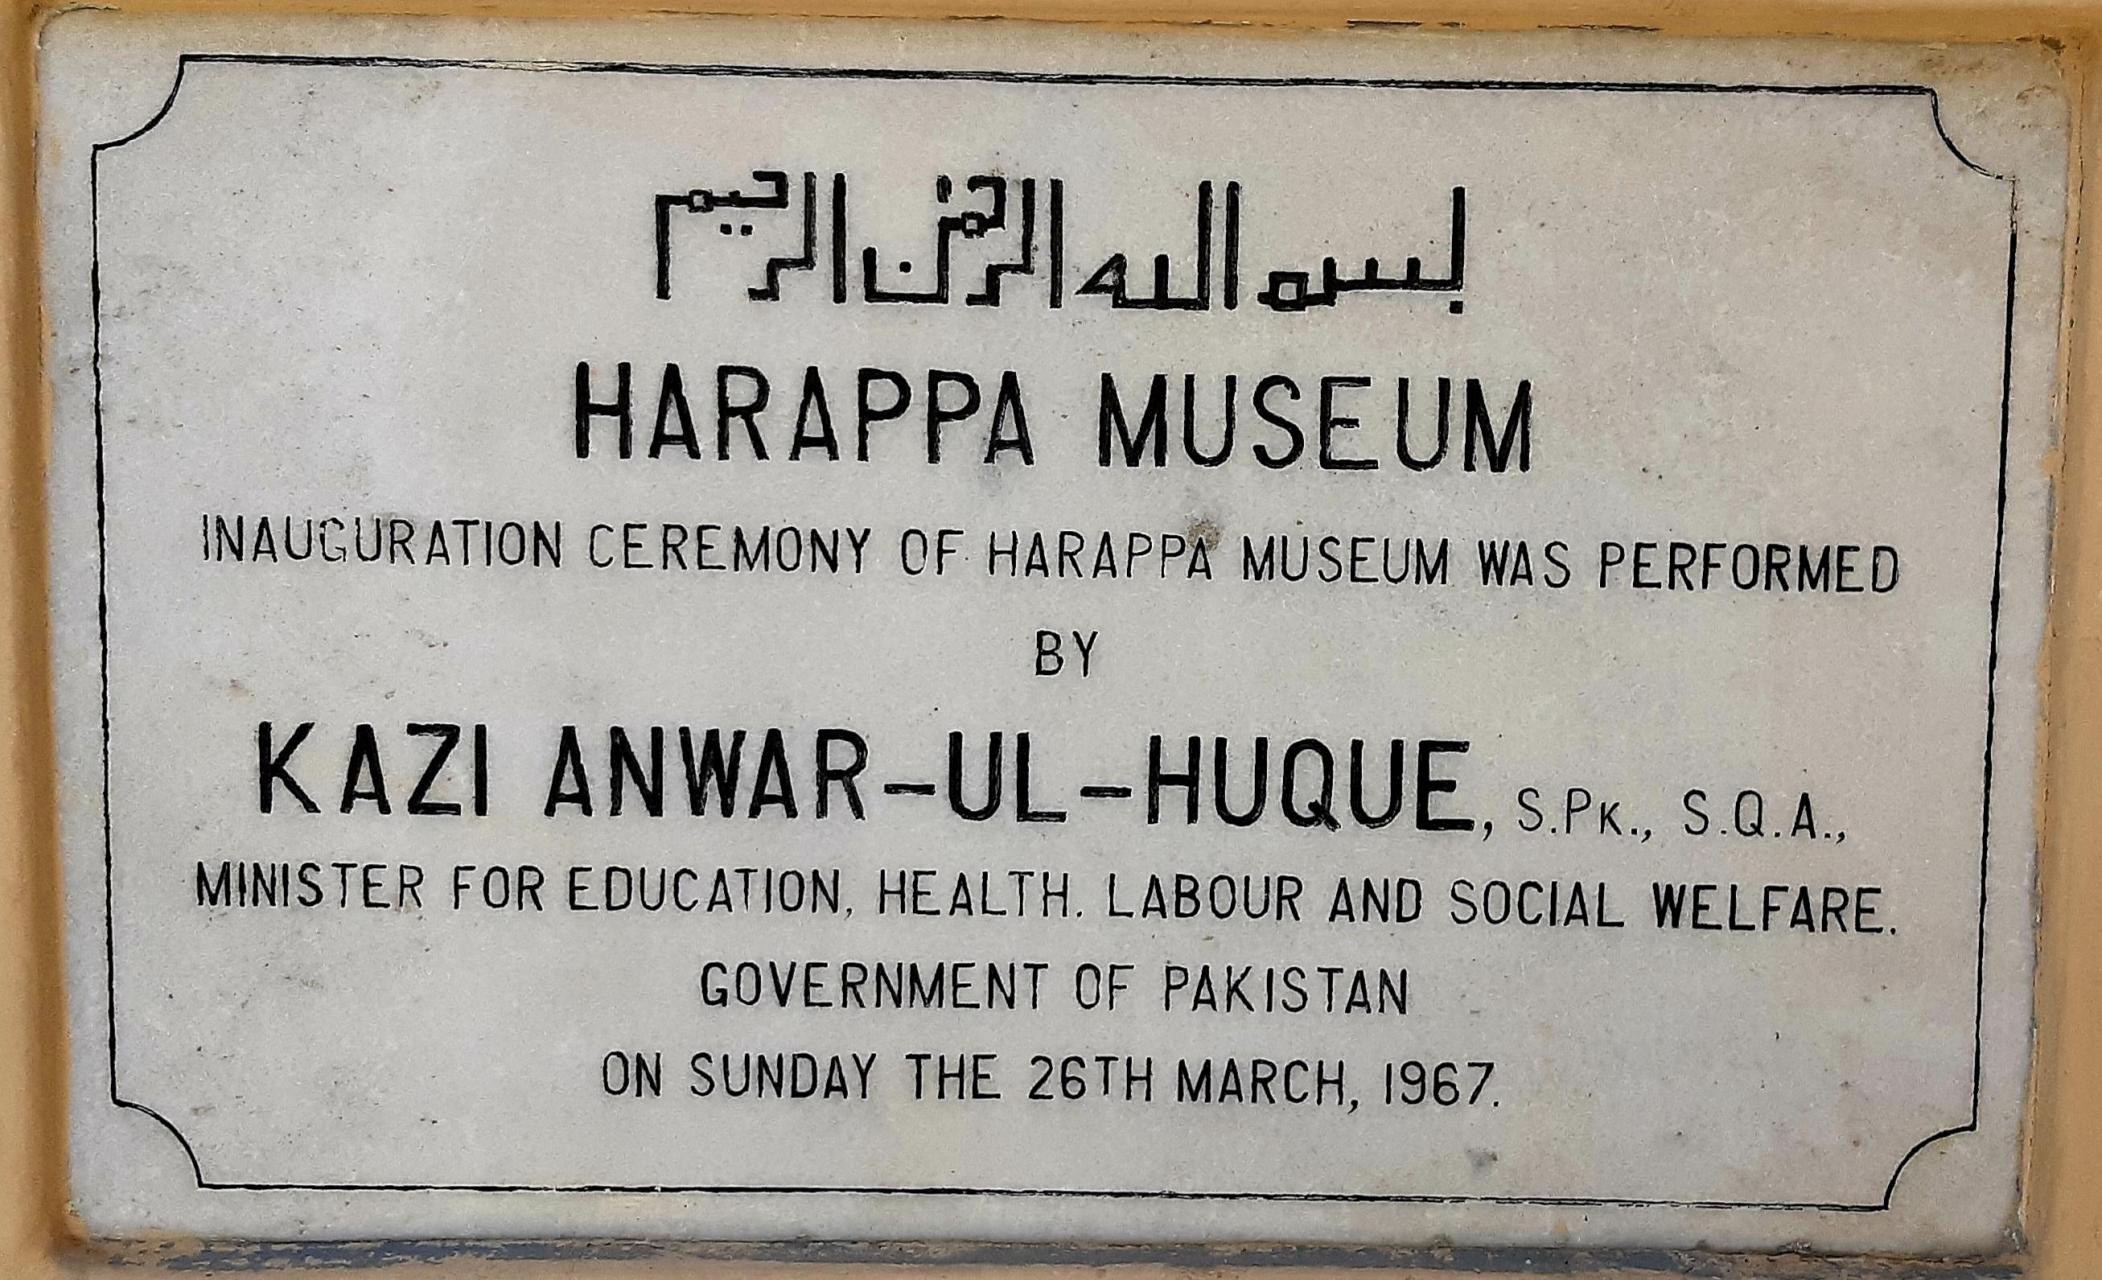 بسم الله الرحمن الرحيم
HARAPPA MUSEUM
INAUGURATION CEREMONY OF HARAPPA MUSEUM WAS PERFORMED
BY
KAZI ANWAR-UL-HUQUE, S.PK., S.Q.A.,
MINISTER FOR EDUCATION, HEALTH. LABOUR AND SOCIAL WELFARE.
GOVERNMENT OF PAKISTAN
ON SUNDAY THE 26TH MARCH, 1967.